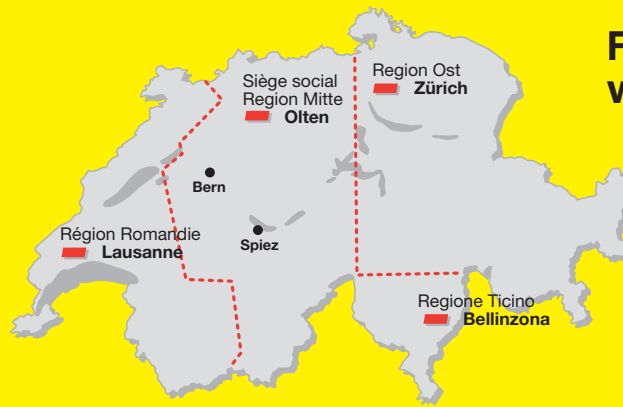 Siège social
Region Mitte
Olten
Region Ost
Zürich
Bern
Spiez
Région Romandie
Lausanne
Regione Ticino
Bellinzona